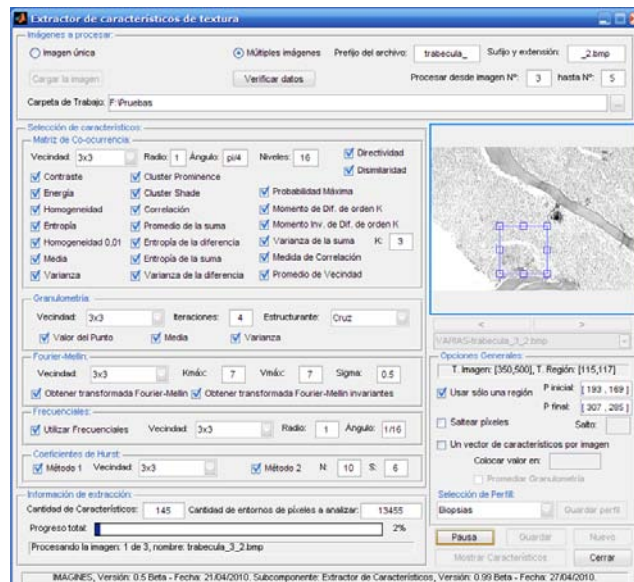 Extractor de característicos de textura
Imágenes a procesar:
Imagen única
Múltiples imágenes
Prefijo del archivo: trabecula_
Sufijo y extensión: _2.bmp
Cargar la imagen
Verificar datos
Procesar desde imagen Nº: 3 hasta Nº: 5
Carpeta de Trabajo: F:\Pruebas
...
Selección de característicos:
Matriz de Co-ocurrencia:
Vecindad: 3x3 Radio: 1 Ángulo: pi/4 Niveles: 16
Directividad
Disimilaridad
Contraste
Cluster Prominence
Energía
Cluster Shade
Probabilidad Máxima
Homogeneidad
Correlación
Momento de Dif. de orden K
Entropía
Promedio de la suma
Momento Inv. de Dif. de orden K
Homogeneidad 0,01
Entropía de la diferencia
Varianza de la suma K: 3
Media
Entropía de la suma
Medida de Correlación
Varianza
Varianza de la diferencia
Promedio de Vecindad
Granulometría:
Vecindad: 3x3 Iteraciones: 4 Estructurante: Cruz
Valor del Punto
Media
Varianza
Fourier-Mellin:
Vecindad: 3x3 Kmáx: 7 Vmáx: 7 Sigma: 0.5
Obtener transformada Fourier-Mellin
Obtener transformada Fourier-Mellin invariantes
Frecuenciales:
Utilizar Frecuenciales Vecindad: 3x3 Radio: 1 Ángulo: 1/16
Coeficientes de Hurst:
Método 1 Vecindad: 3x3
Método 2 N: 10 S: 6
Información de extracción:
Cantidad de Característicos: 145 Cantidad de entornos de píxeles a analizar: 13455
Progreso total: 2%
Procesando la imagen: 1 de 3, nombre: trabecula_3_2.bmp
<
>
VARIAS-trabecula_3_2.bmp
Opciones Generales:
T. Imagen: [350,500], T. Región: [115,117]
Usar sólo una región
P inicial: [ 193 , 169 ]
P final: [ 307 , 285 ]
Saltear píxeles
Salto:
Un vector de característicos por imagen
Colocar valor en:
Promediar Granulometría
Selección de Perfil:
Biopsias
Guardar perfil
Pausa
Guardar
Nuevo
Mostrar Característicos
Cerrar
IMAGINES, Versión: 0.5 Beta - Fecha: 21/04/2010, Subcomponente: Extractor de Característicos, Versión: 0.99 Beta - Fecha: 27/04/2010.